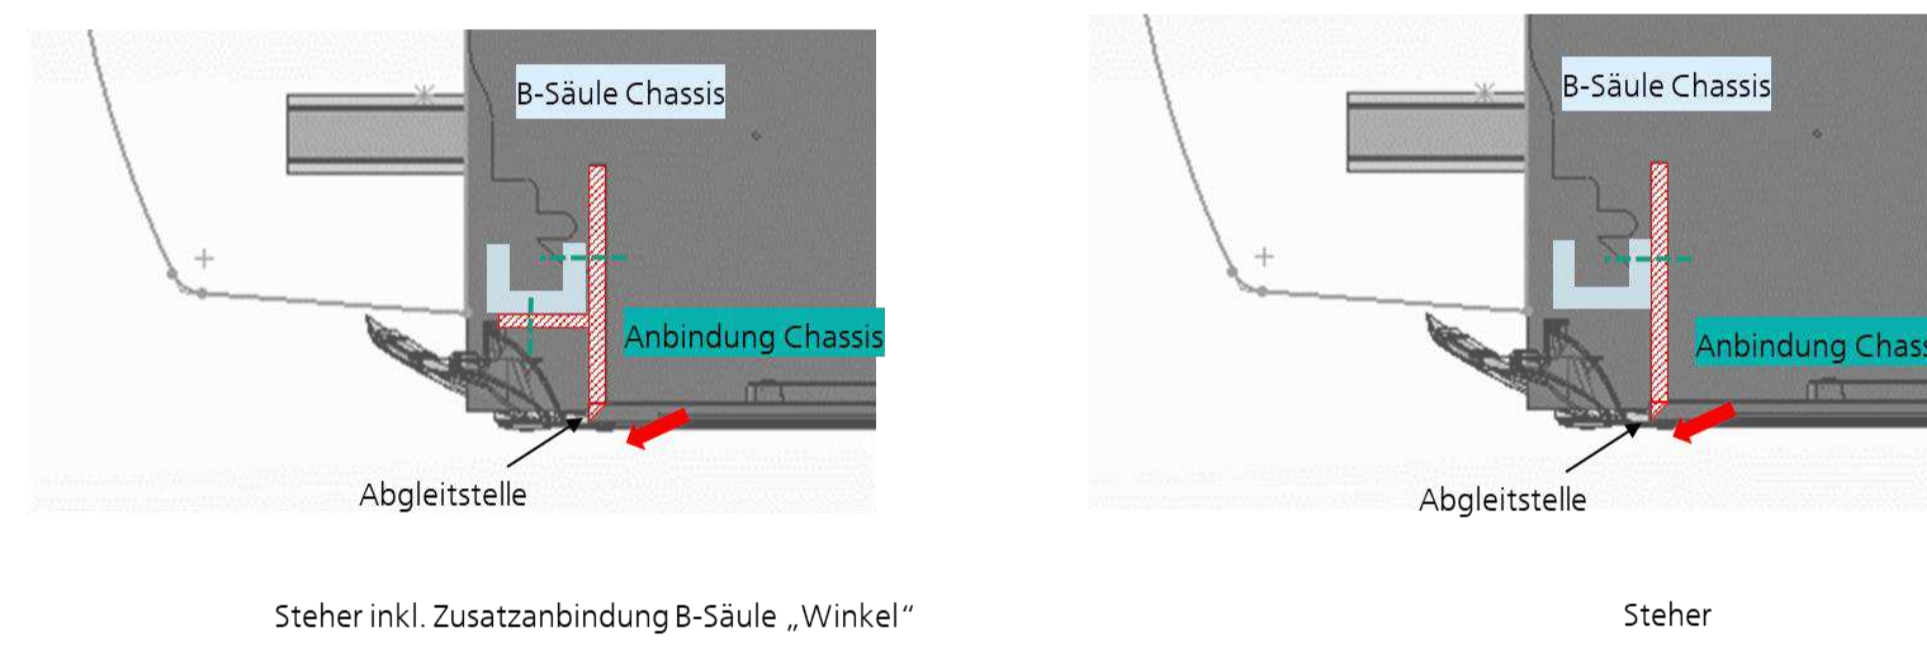 B-Säule Chassis
Anbindung Chassis
Abgleitstelle
Steher inkl. Zusatzanbindung B-Säule „Winkel“
B-Säule Chassis
Anbindung Chass
Abgleitstelle
Steher